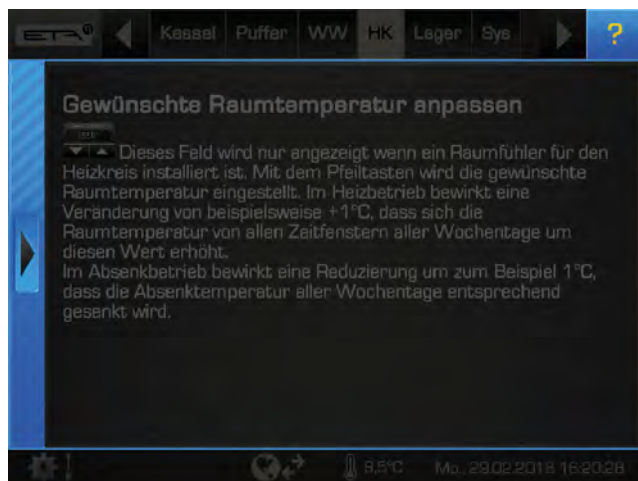 ETA
Kessel Puffer WW HK Lager Sys ?
Gewünschte Raumtemperatur anpassen
Dieses Feld wird nur angezeigt wenn ein Raumfühler für den
Heizkreis installiert ist. Mit dem Pfeiltasten wird die gewünschte
Raumtemperatur eingestellt. Im Heizbetrieb bewirkt eine
Veränderung von beispielsweise +1°C, dass sich die
Raumtemperatur von allen Zeitfenstern aller Wochentage um
diesen Wert erhöht.
Im Absenkbetrieb bewirkt eine Reduzierung um zum Beispiel 1°C,
dass die Absenktemperatur aller Wochentage entsprechend
gesenkt wird.
9,5°C Mo., 29.02.2016 16:20:28